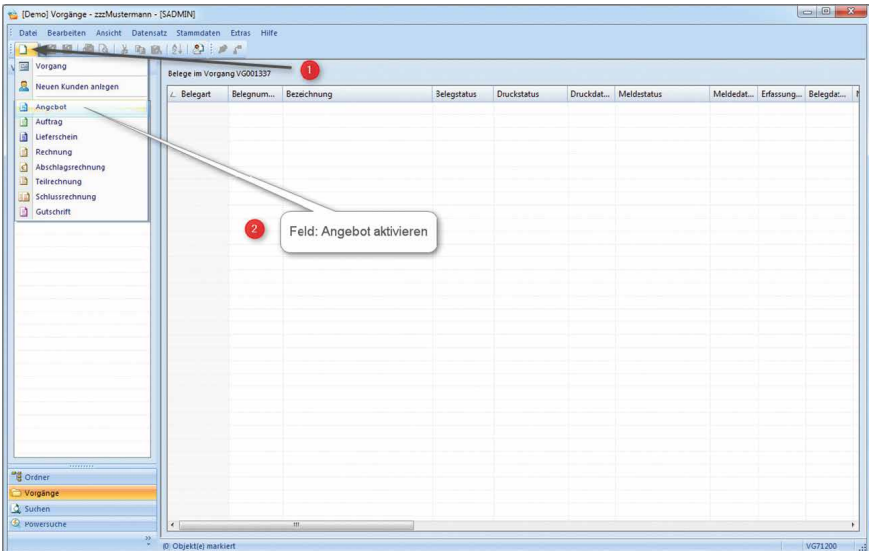 [Demo] Vorgänge - zzzMustermann - [SADMIN]
Datei Bearbeiten Ansicht Datensatz Stammdaten Extras Hilfe
Vorgang
Neuen Kunden anlegen
Angebot
Auftrag
Lieferschein
Rechnung
Abschlagsrechnung
Teilrechnung
Schlussrechnung
Gutschrift
1
Belege im Vorgang VG001337
Belegart Belegnum... Bezeichnung Belegstatus Druckstatus Druckdat... Meldestatus Meldedat... Erfassung... Belegdat...
2
Feld: Angebot aktivieren
Ordner
Vorgänge
Suchen
Powersuche
(0 Objekt(e) markiert
VG71200